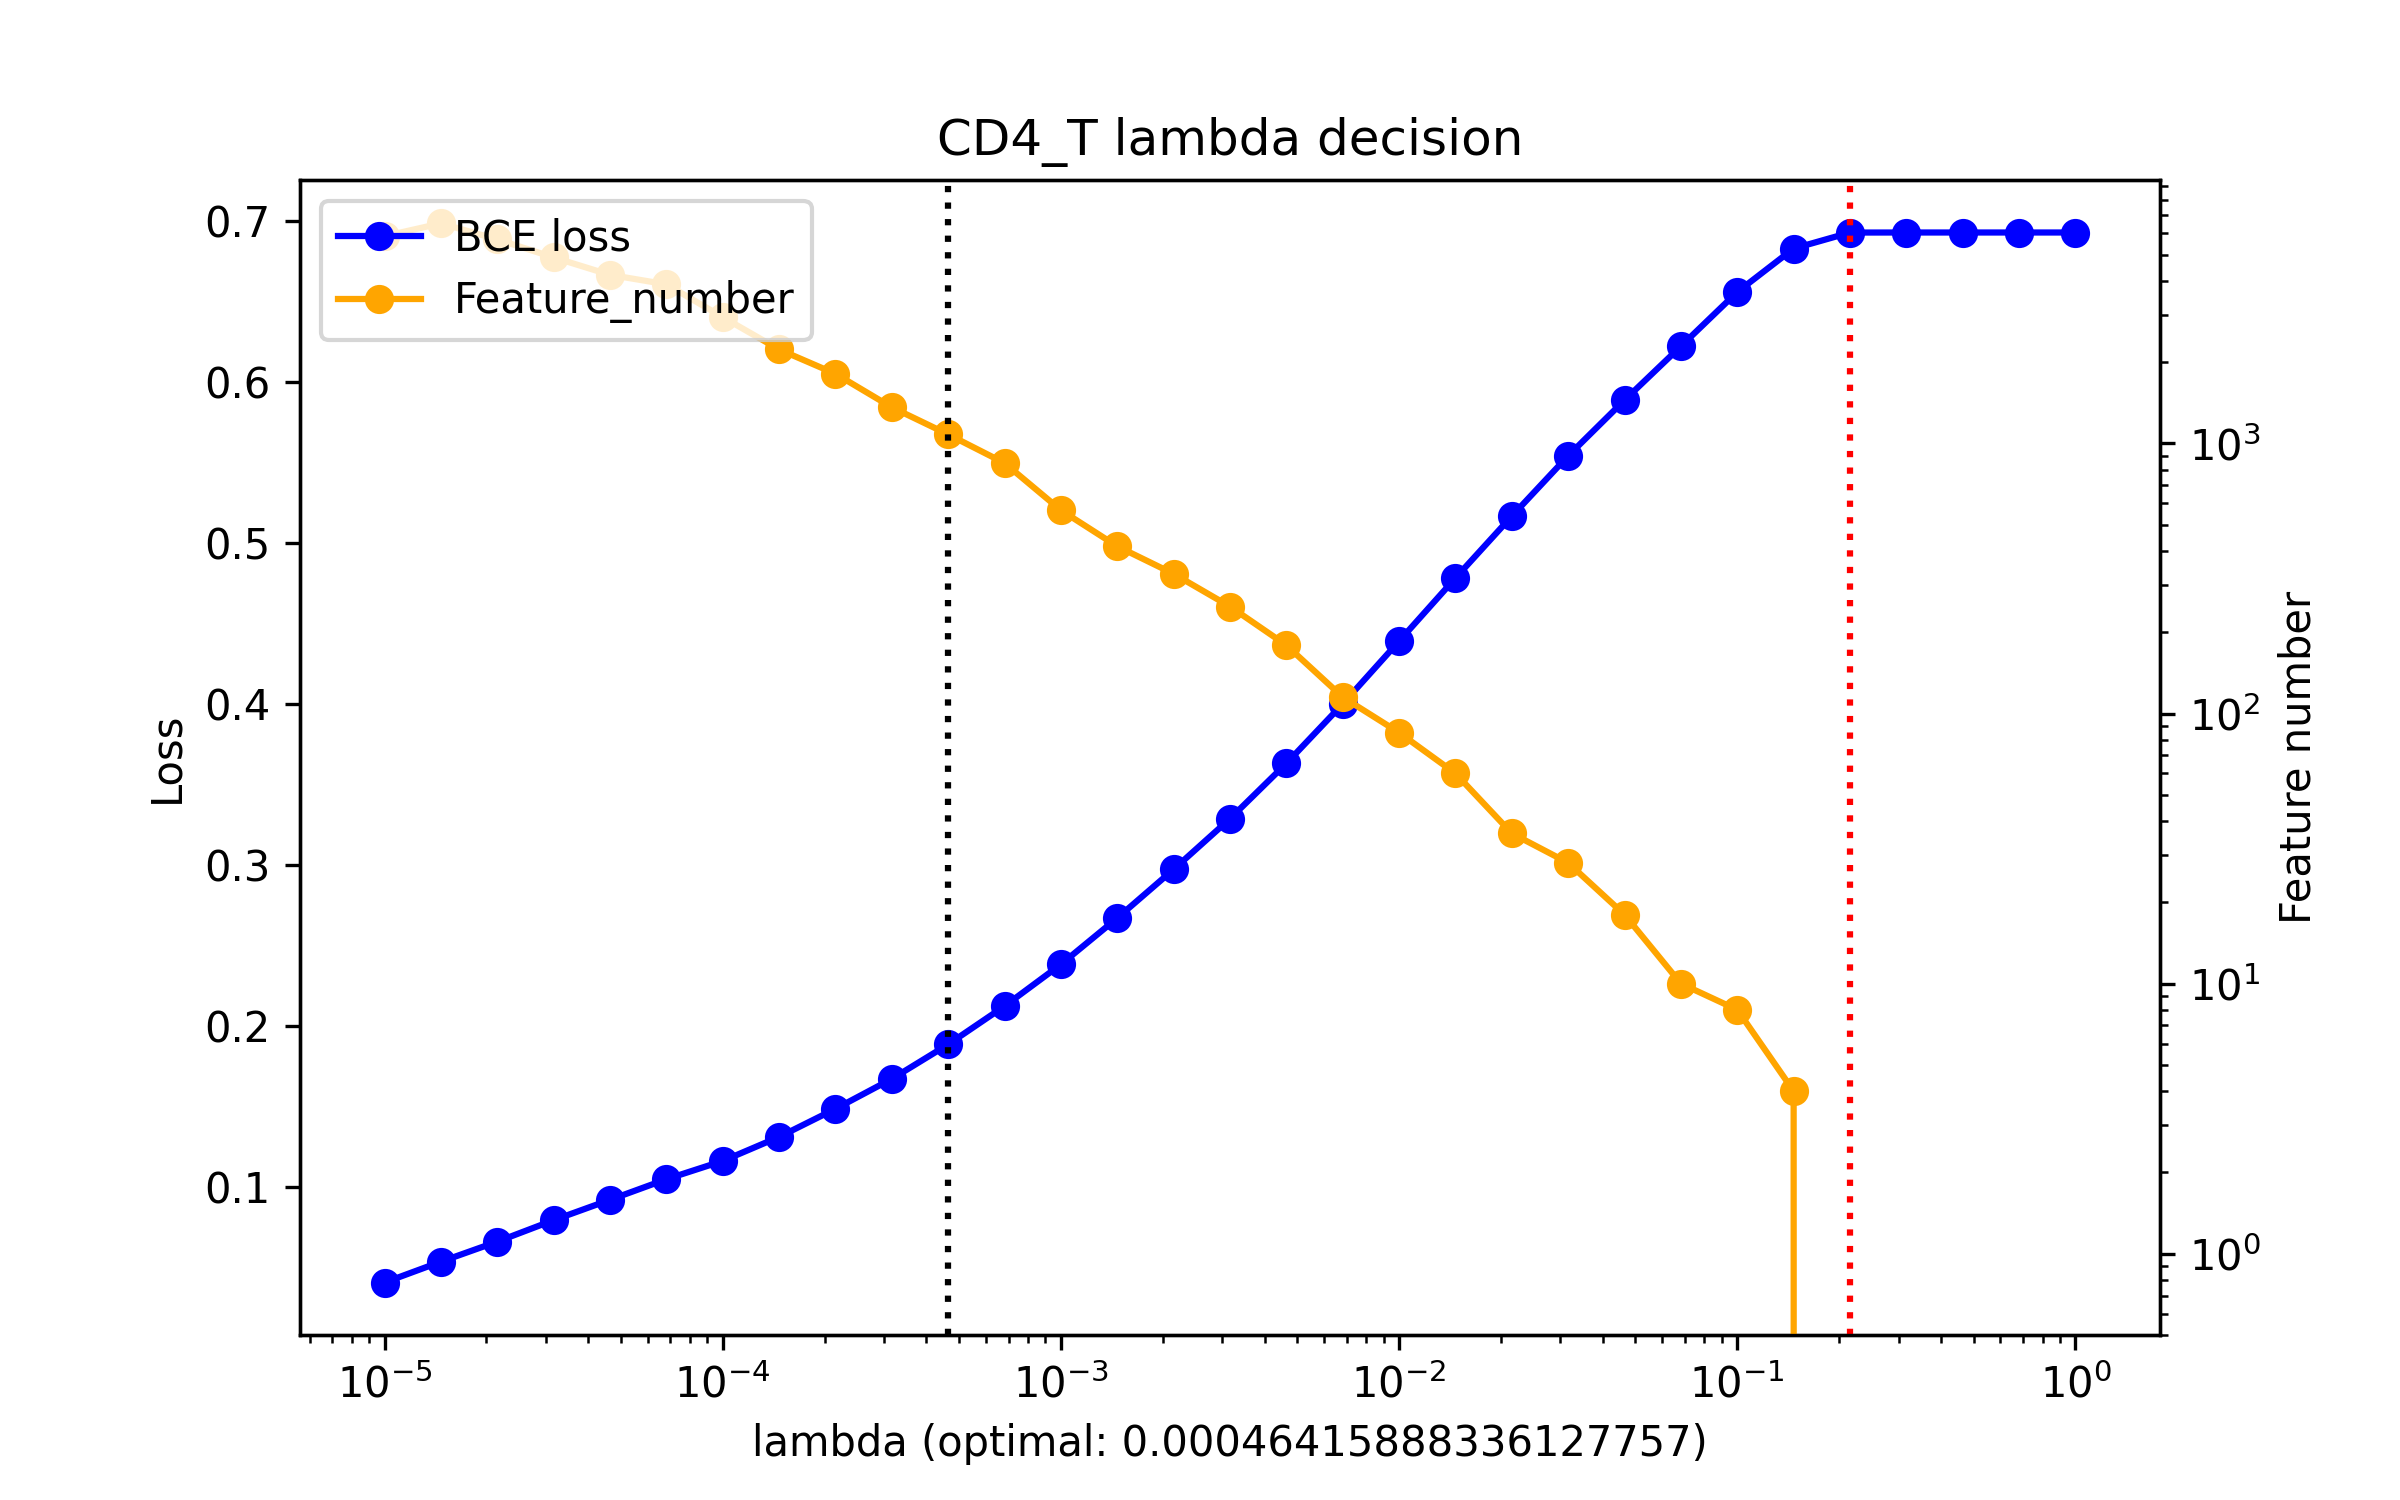 CD4_T lambda decision
BCE loss
Feature_number
Loss
0.7
0.6
0.5
0.4
0.3
0.2
0.1
Feature number
10³
10²
10¹
10⁰
10⁻⁵
10⁻⁴
10⁻³
10⁻²
10⁻¹
10⁰
lambda (optimal: 0.00046415888336127757)